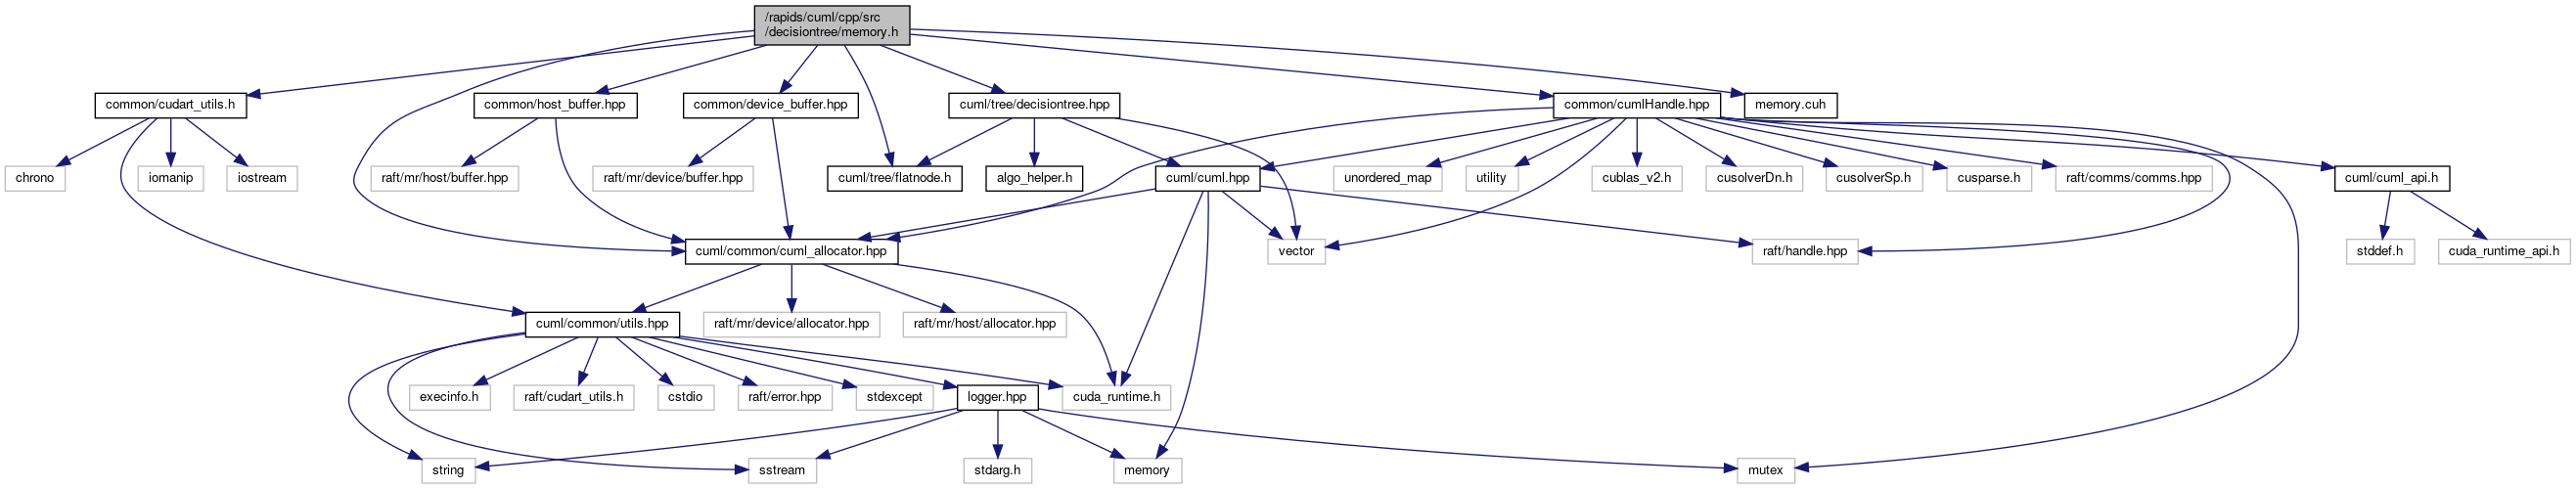 /rapids/cuml/cpp/src
/decisiontree/memory.h
common/cudart_utils.h
common/host_buffer.hpp
common/device_buffer.hpp
cuml/tree/decisiontree.hpp
common/cumlHandle.hpp
memory.cuh
chrono
iomanip
iostream
raft/mr/host/buffer.hpp
raft/mr/device/buffer.hpp
cuml/tree/flatnode.h
algo_helper.h
cuml/cuml.hpp
unordered_map
utility
cublas_v2.h
cusolverDn.h
cusolverSp.h
cusparse.h
raft/comms/comms.hpp
cuml/cuml_api.h
cuml/common/cuml_allocator.hpp
vector
raft/handle.hpp
stddef.h
cuda_runtime_api.h
cuml/common/utils.hpp
raft/mr/device/allocator.hpp
raft/mr/host/allocator.hpp
execinfo.h
raft/cudart_utils.h
cstdio
raft/error.hpp
stdexcept
logger.hpp
cuda_runtime.h
string
sstream
stdarg.h
memory
mutex